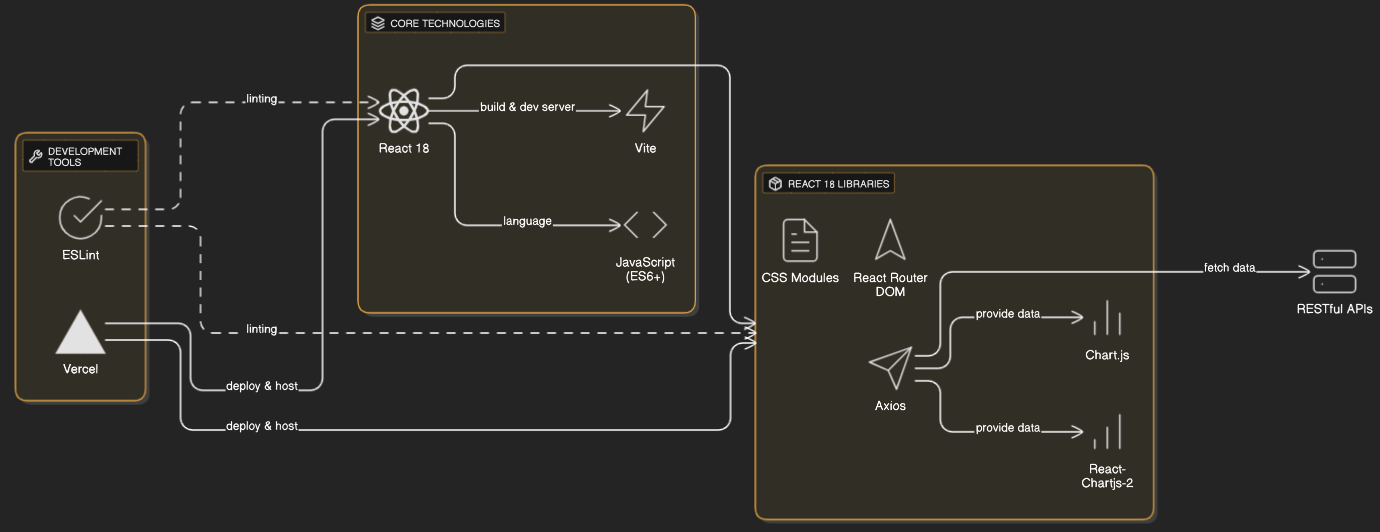 CORE TECHNOLOGIES
linting
build & dev server
React 18
Vite
DEVELOPMENT
TOOLS
REACT 18 LIBRARIES
language
ESLint
JavaScript
(ES6+)
CSS Modules
React Router
DOM
fetch data
RESTful APIs
linting
provide data
Chart.js
Vercel
deploy & host
Axios
deploy & host
provide data
React-
Chartjs-2